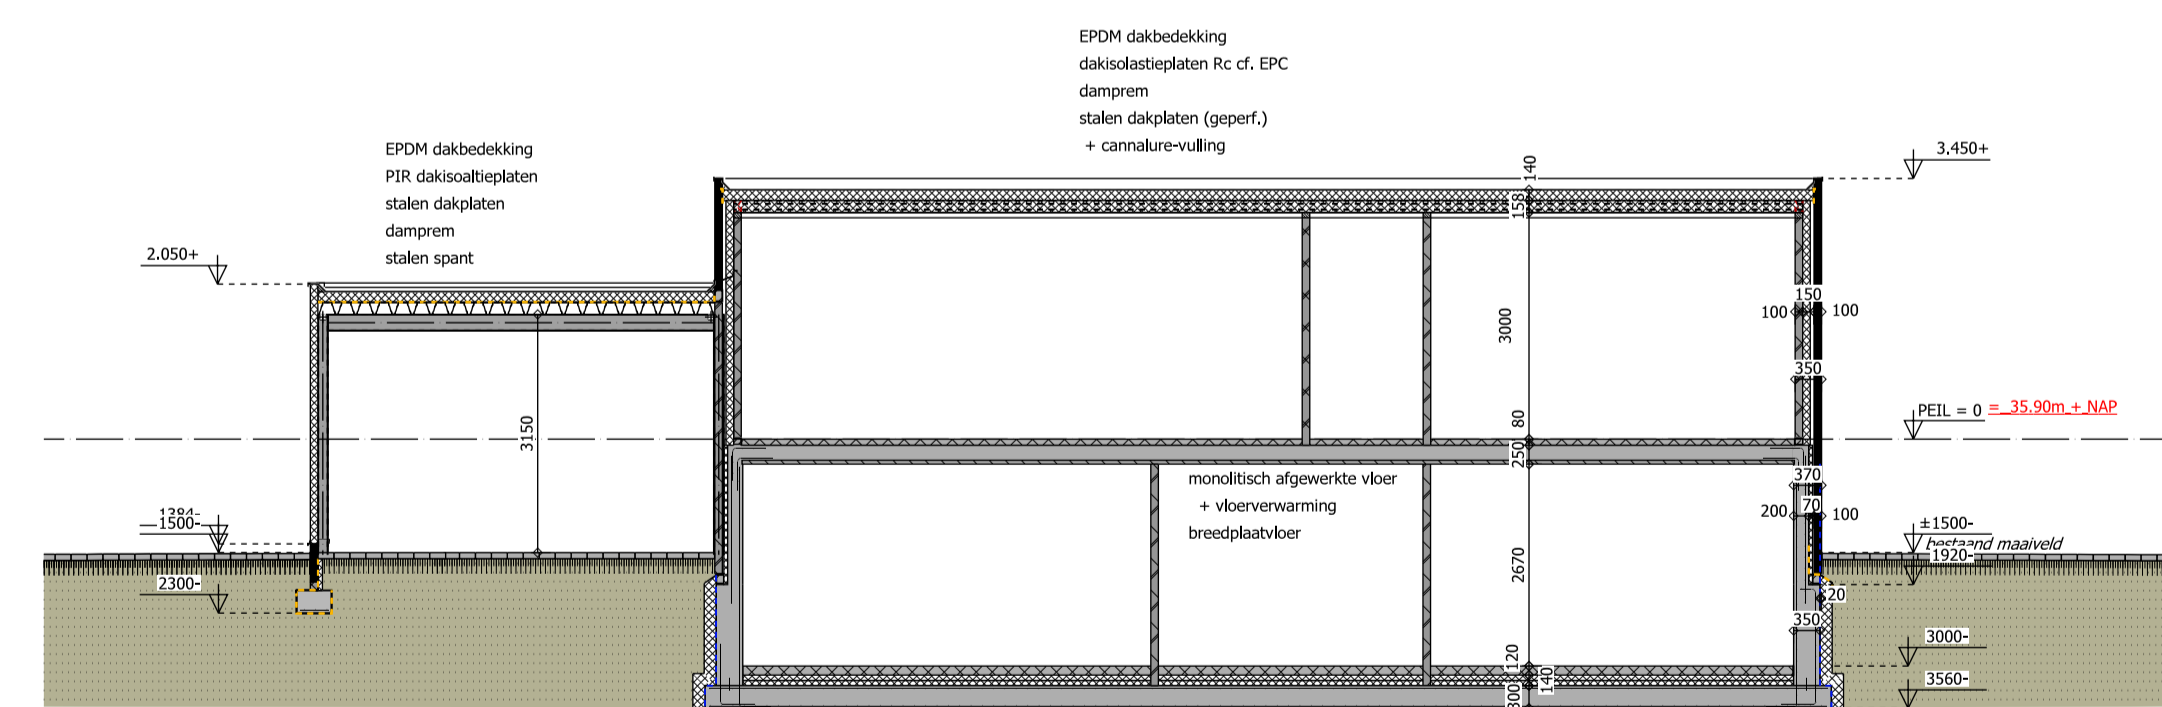 EPDM dakbedekking
dakisolastieplaten Rc cf. EPC
damprem
stalen dakplaten (geperf.)
+ cannalure-vulling
EPDM dakbedekking
PIR dakisoaltieplaten
stalen dakplaten
damprem
stalen spant
2.050+
3.450+
140
158
3000
150
100
100
350
PEIL = 0 = 35.90m + NAP
80
250
3150
monolitisch afgewerkte vloer
+ vloerverwarming
breedplaatvloer
370
70
200
100
1384-
1500-
2300-
±1500-
bestaand maaiveld
1920-
2670
20
350
3000-
120
140
300
3560-